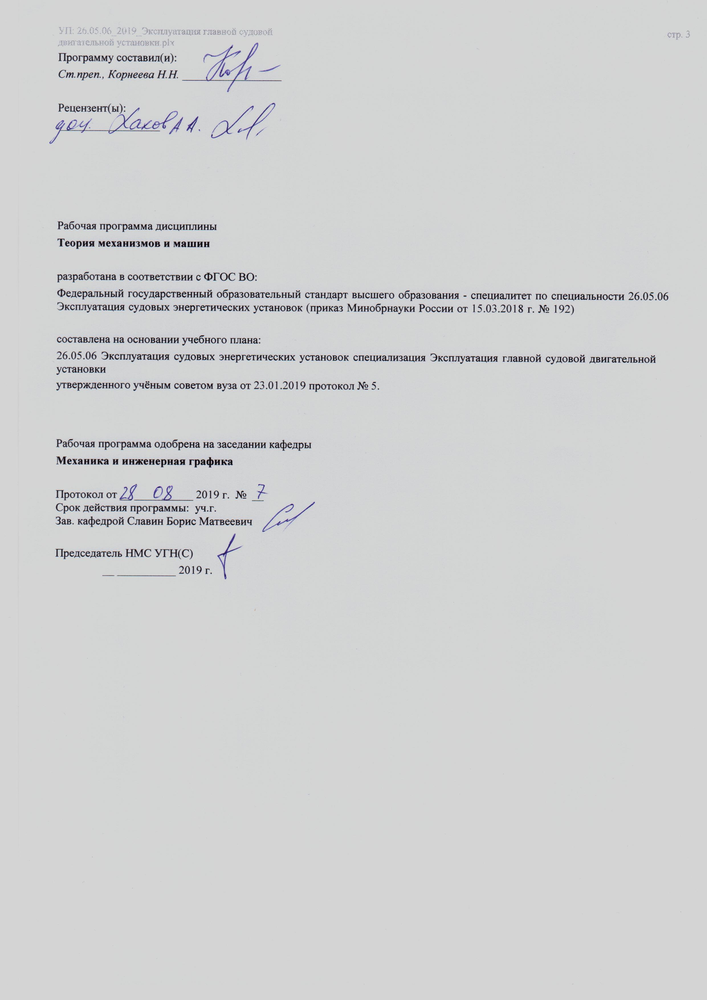 УП: 26.05.06_2019_Эксплуатация главной судовой
двигательной установки.plx
стр. 3
Программу составил(и):
Ст.преп., Корнеева Н.Н. _________________
Рецензент(ы):
доц. Хаков А А.
Рабочая программа дисциплины
Теория механизмов и машин
разработана в соответствии с ФГОС ВО:
Федеральный государственный образовательный стандарт высшего образования - специалитет по специальности 26.05.06
Эксплуатация судовых энергетических установок (приказ Минобрнауки России от 15.03.2018 г. № 192)
составлена на основании учебного плана:
26.05.06 Эксплуатация судовых энергетических установок специализация Эксплуатация главной судовой двигательной
установки
утвержденного учёным советом вуза от 23.01.2019 протокол № 5.
Рабочая программа одобрена на заседании кафедры
Механика и инженерная графика
Протокол от 28 08 2019 г. № 7
Срок действия программы: уч.г.
Зав. кафедрой Славин Борис Матвеевич
Председатель НМС УГН(С)
__ __________ 2019 г.